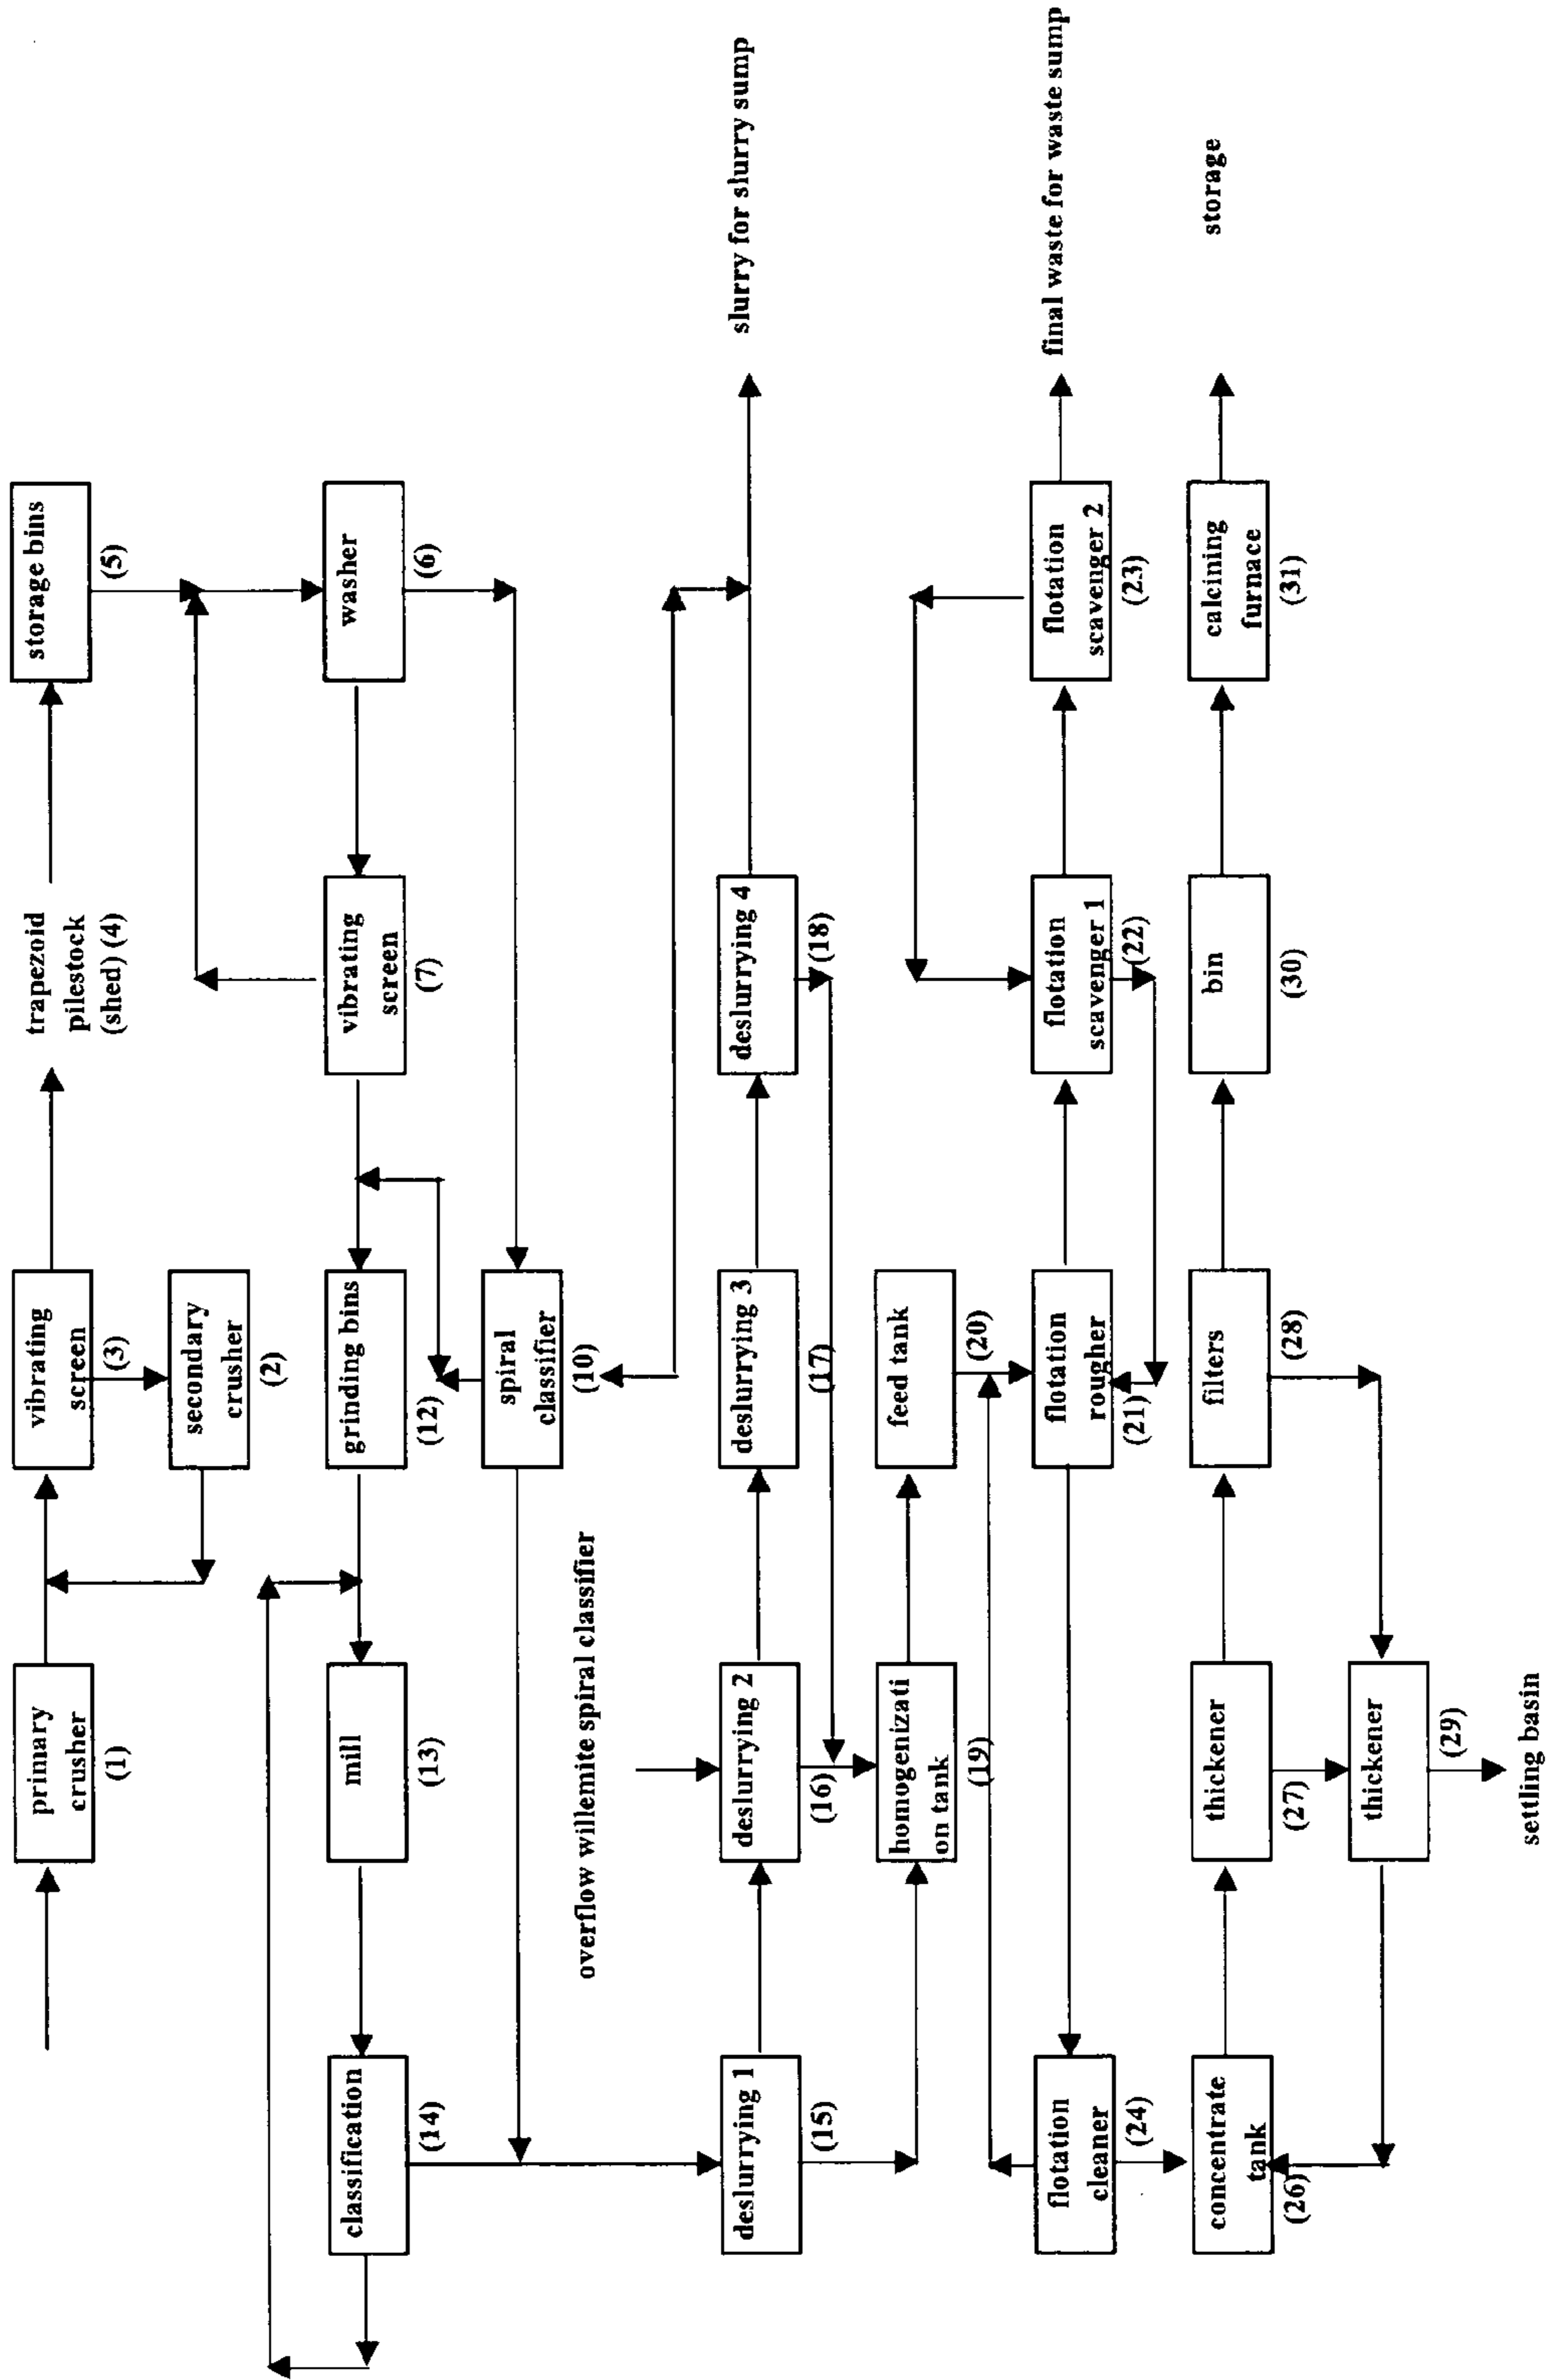 primary
crusher
(1)
vibrating
screen
(3)
secondary
crusher
(2)
trapezoid
pilestock
(shed) (4)
storage bins
(5)
classification
(14)
mill
(13)
grinding bins
(12)
vibrating
screen
(7)
washer
(6)
spiral
classifier
(10)
overflow willemite spiral classifier
deslurrying 1
(15)
deslurrying 2
(16)
deslurrying 3
(17)
deslurrying 4
(18)
slurry for slurry sump
homogenizati
on tank
(19)
feed tank
(20)
flotation
cleaner
(24)
flotation
rougher
(21)
flotation
scavenger 1
(22)
flotation
scavenger 2
(23)
final waste for waste sump
concentrate
tank
(26)
thickener
(27)
filters
(28)
bin
(30)
calcining
furnace
(31)
storage
thickener
(29)
settling basin